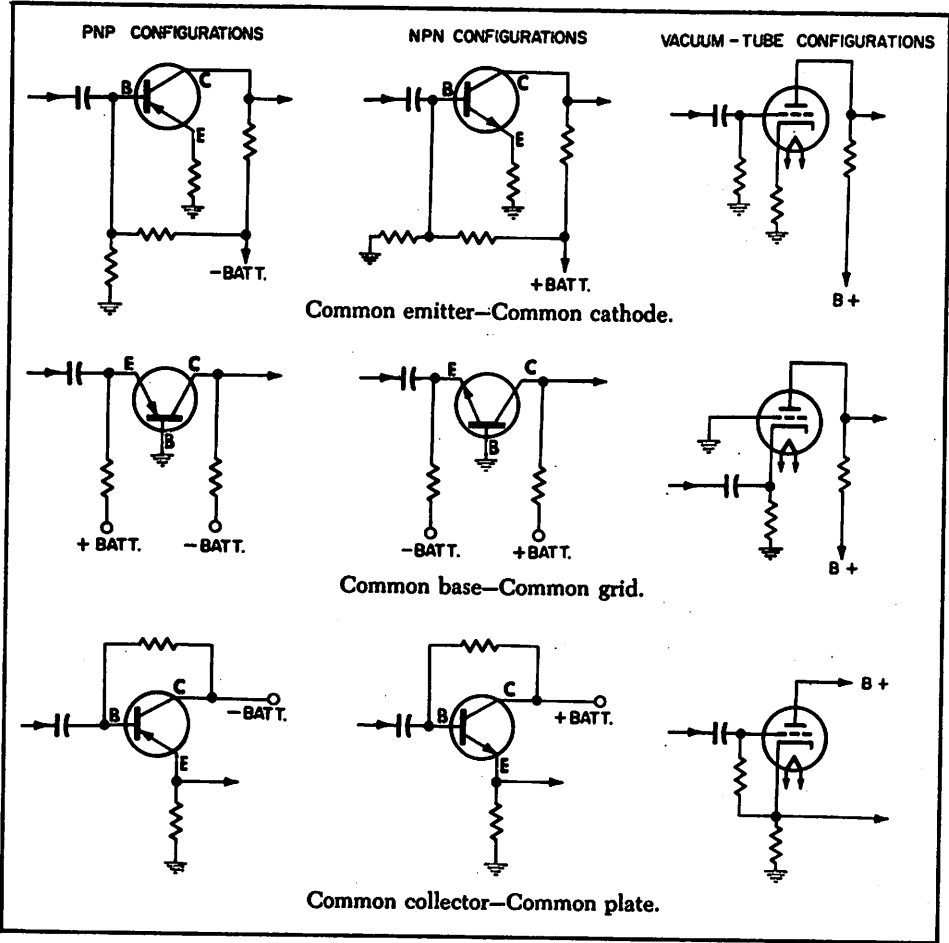 PNP CONFIGURATIONS
NPN CONFIGURATIONS
VACUUM-TUBE CONFIGURATIONS
B
C
E
-BATT.
B
C
E
+BATT.
B+
Common emitter—Common cathode.
E
C
B
+ BATT.
-BATT.
E
C
B
-BATT.
+BATT.
B+
Common base—Common grid.
B
C
E
-BATT.
B
C
E
+BATT.
B+
Common collector—Common plate.